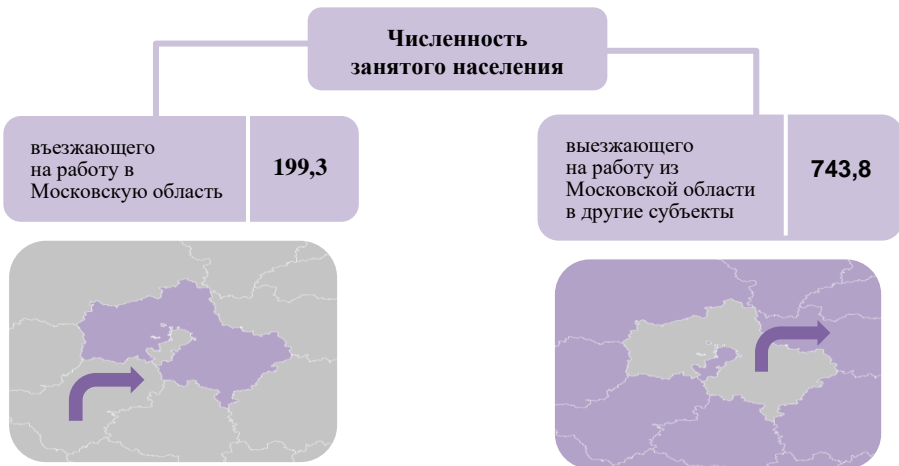 Численность
занятого населения
въезжающего
на работу в
Московскую область
199,3
выезжающего
на работу из
Московской области
в другие субъекты
743,8